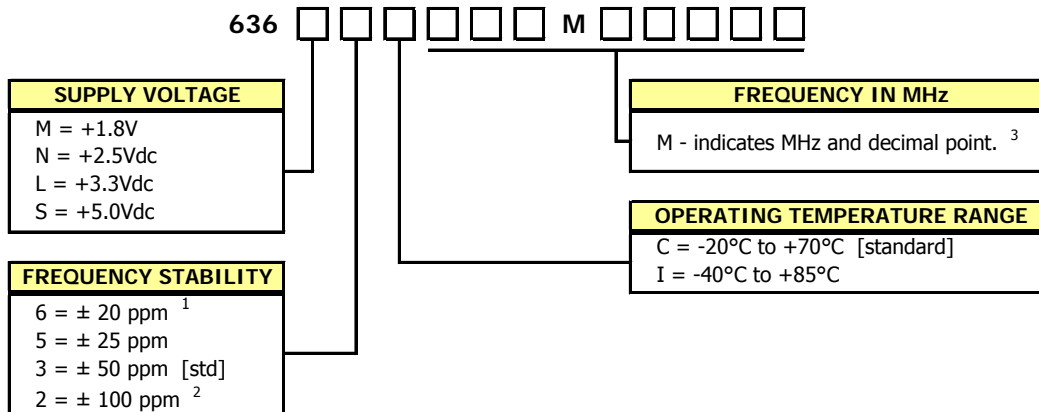 636 M
SUPPLY VOLTAGE
M = +1.8V
N = +2.5Vdc
L = +3.3Vdc
S = +5.0Vdc
FREQUENCY STABILITY
6 = ± 20 ppm 1
5 = ± 25 ppm
3 = ± 50 ppm [std]
2 = ± 100 ppm 2
FREQUENCY IN MHz
M - indicates MHz and decimal point. 3
OPERATING TEMPERATURE RANGE
C = -20°C to +70°C [standard]
I = -40°C to +85°C